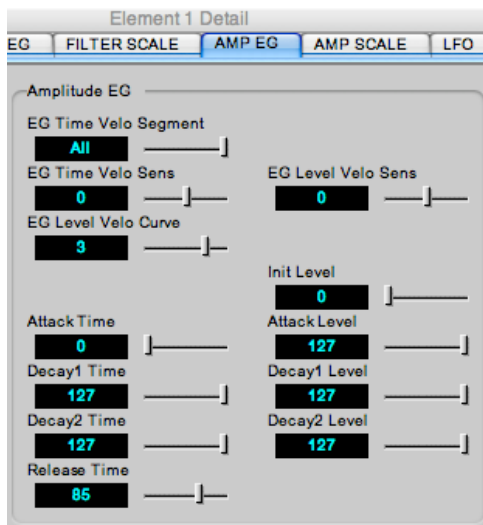 Element 1 Detail
EG FILTER SCALE AMP EG AMP SCALE LFO
Amplitude EG
EG Time Velo Segment
All
EG Time Velo Sens EG Level Velo Sens
0 0
EG Level Velo Curve
3
Init Level
0
Attack Time Attack Level
0 127
Decay1 Time Decay1 Level
127 127
Decay2 Time Decay2 Level
127 127
Release Time
85